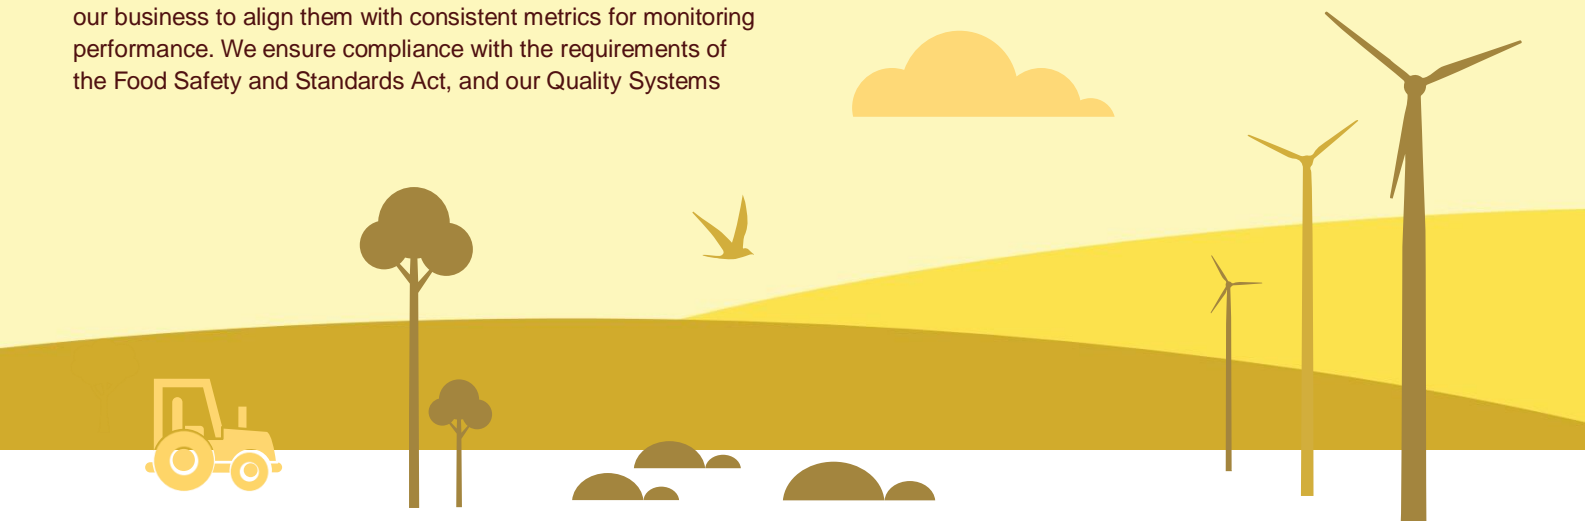 our business to align them with consistent metrics for monitoring
performance. We ensure compliance with the requirements of
the Food Safety and Standards Act, and our Quality Systems